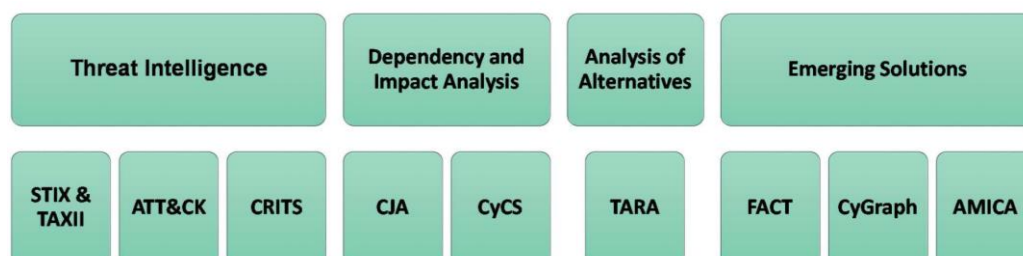 Threat Intelligence
Dependency and
Impact Analysis
Analysis of
Alternatives
Emerging Solutions
STIX &
TAXII
ATT&CK
CRITS
CJA
CyCS
TARA
FACT
CyGraph
AMICA